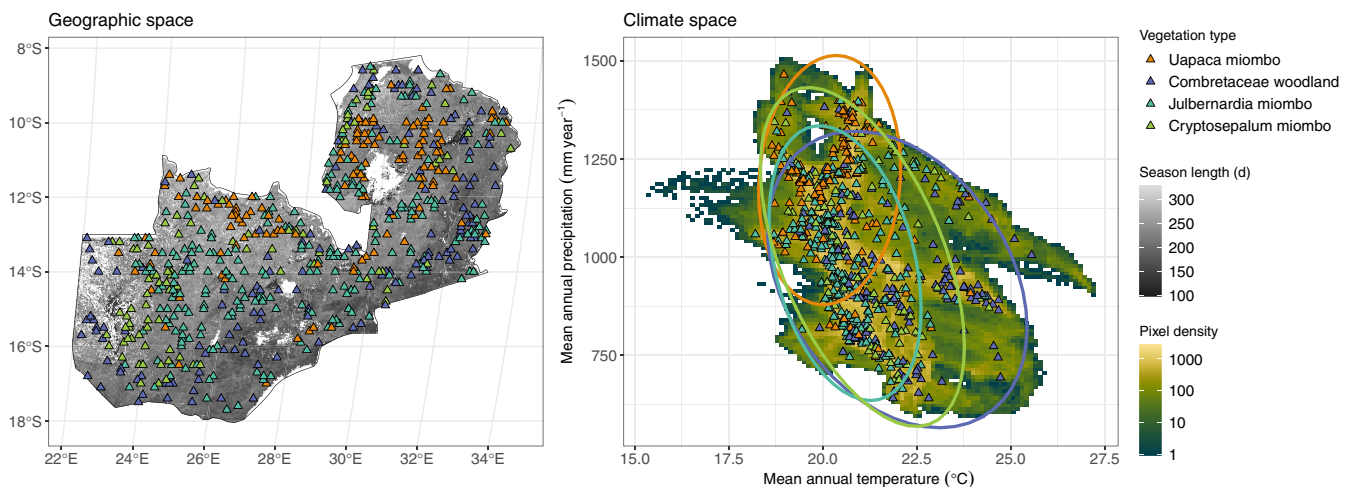 Geographic space
8°S
10°S
12°S
14°S
16°S
18°S
22°E
24°E
26°E
28°E
30°E
32°E
34°E
Climate space
Mean annual precipitation (mm year⁻¹)
1500
1250
1000
750
15.0
17.5
20.0
22.5
25.0
27.5
Mean annual temperature (°C)
Vegetation type
Uapaca miombo
Combretaceae woodland
Julbernardia miombo
Cryptosepalum miombo
Season length (d)
300
250
200
150
100
Pixel density
1000
100
10
1